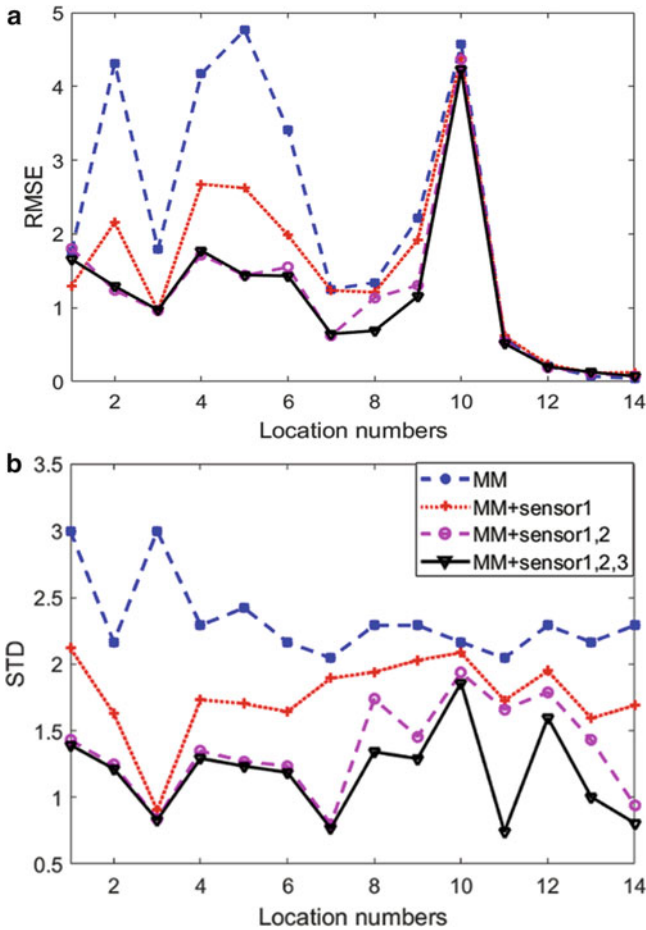 a
5
4
3
2
1
0
RMSE
2 4 6 8 10 12 14
Location numbers
b
3.5
3
2.5
2
1.5
1
0.5
STD
MM
MM+sensor1
MM+sensor1,2
MM+sensor1,2,3
2 4 6 8 10 12 14
Location numbers